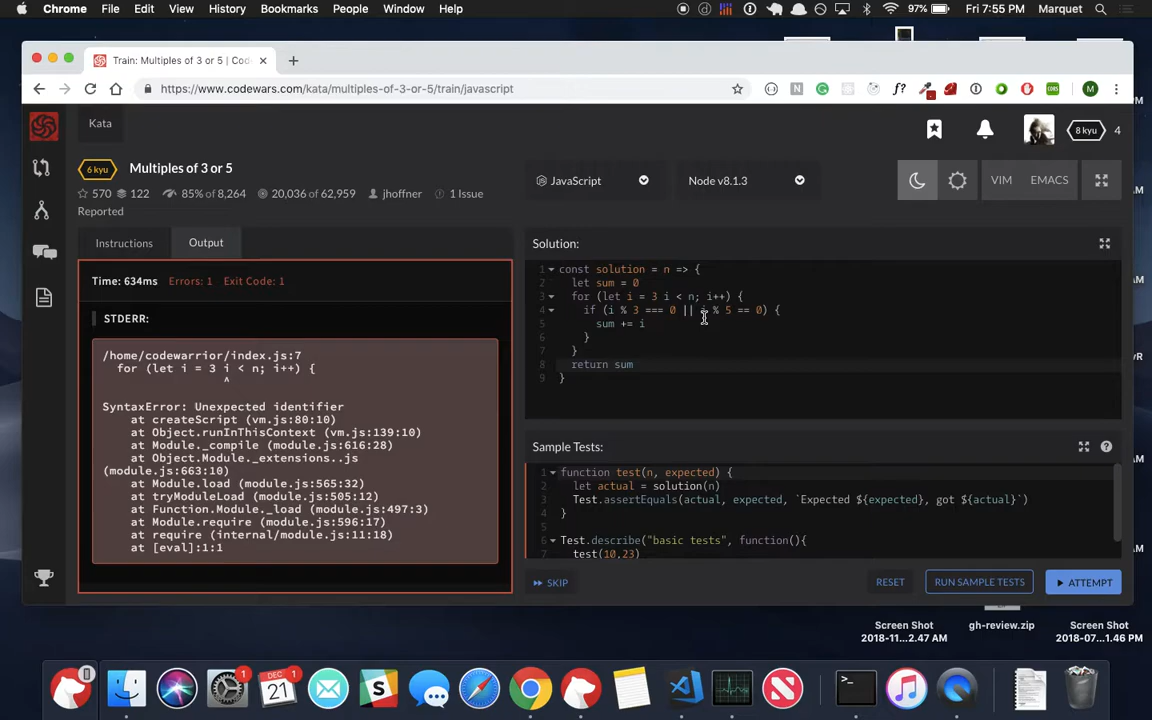 Chrome File Edit View History Bookmarks People Window Help
97% Fri 7:55 PM Marquet
Train: Multiples of 3 or 5 | Cod
https://www.codewars.com/kata/multiples-of-3-or-5/train/javascript
Kata
8 kyu 4
6 kyu Multiples of 3 or 5
570 122 85% of 8,264 20,036 of 62,959 jhoffner 1 Issue
Reported
JavaScript
Node v8.1.3
VIM EMACS
Instructions Output
Time: 634ms Errors: 1 Exit Code: 1
STDERR:
/home/codewarrior/index.js:7
for (let i = 3 i < n; i++) {
^
SyntaxError: Unexpected identifier
at createScript (vm.js:80:10)
at Object.runInThisContext (vm.js:139:10)
at Module._compile (module.js:616:28)
at Object.Module._extensions..js
(module.js:663:10)
at Module.load (module.js:565:32)
at tryModuleLoad (module.js:505:12)
at Function.Module._load (module.js:497:3)
at Module.require (module.js:596:17)
at require (internal/module.js:11:18)
at [eval]:1:1
Solution:
1 const solution = n => {
2 let sum = 0
3 for (let i = 3 i < n; i++) {
4 if (i % 3 === 0 || i % 5 == 0) {
5 sum += i
6 }
7 }
8 return sum
9 }
Sample Tests:
1 function test(n, expected) {
2 let actual = solution(n)
3 Test.assertEquals(actual, expected, `Expected ${expected}, got ${actual}`)
4 }
5
6 Test.describe("basic tests", function(){
7 test(10,23)
SKIP
RESET RUN SAMPLE TESTS ATTEMPT
Screen Shot
2018-11...2.47 AM
gh-review.zip
Screen Shot
2018-07...1.46 PM
DEC
21
1
1
NEWS